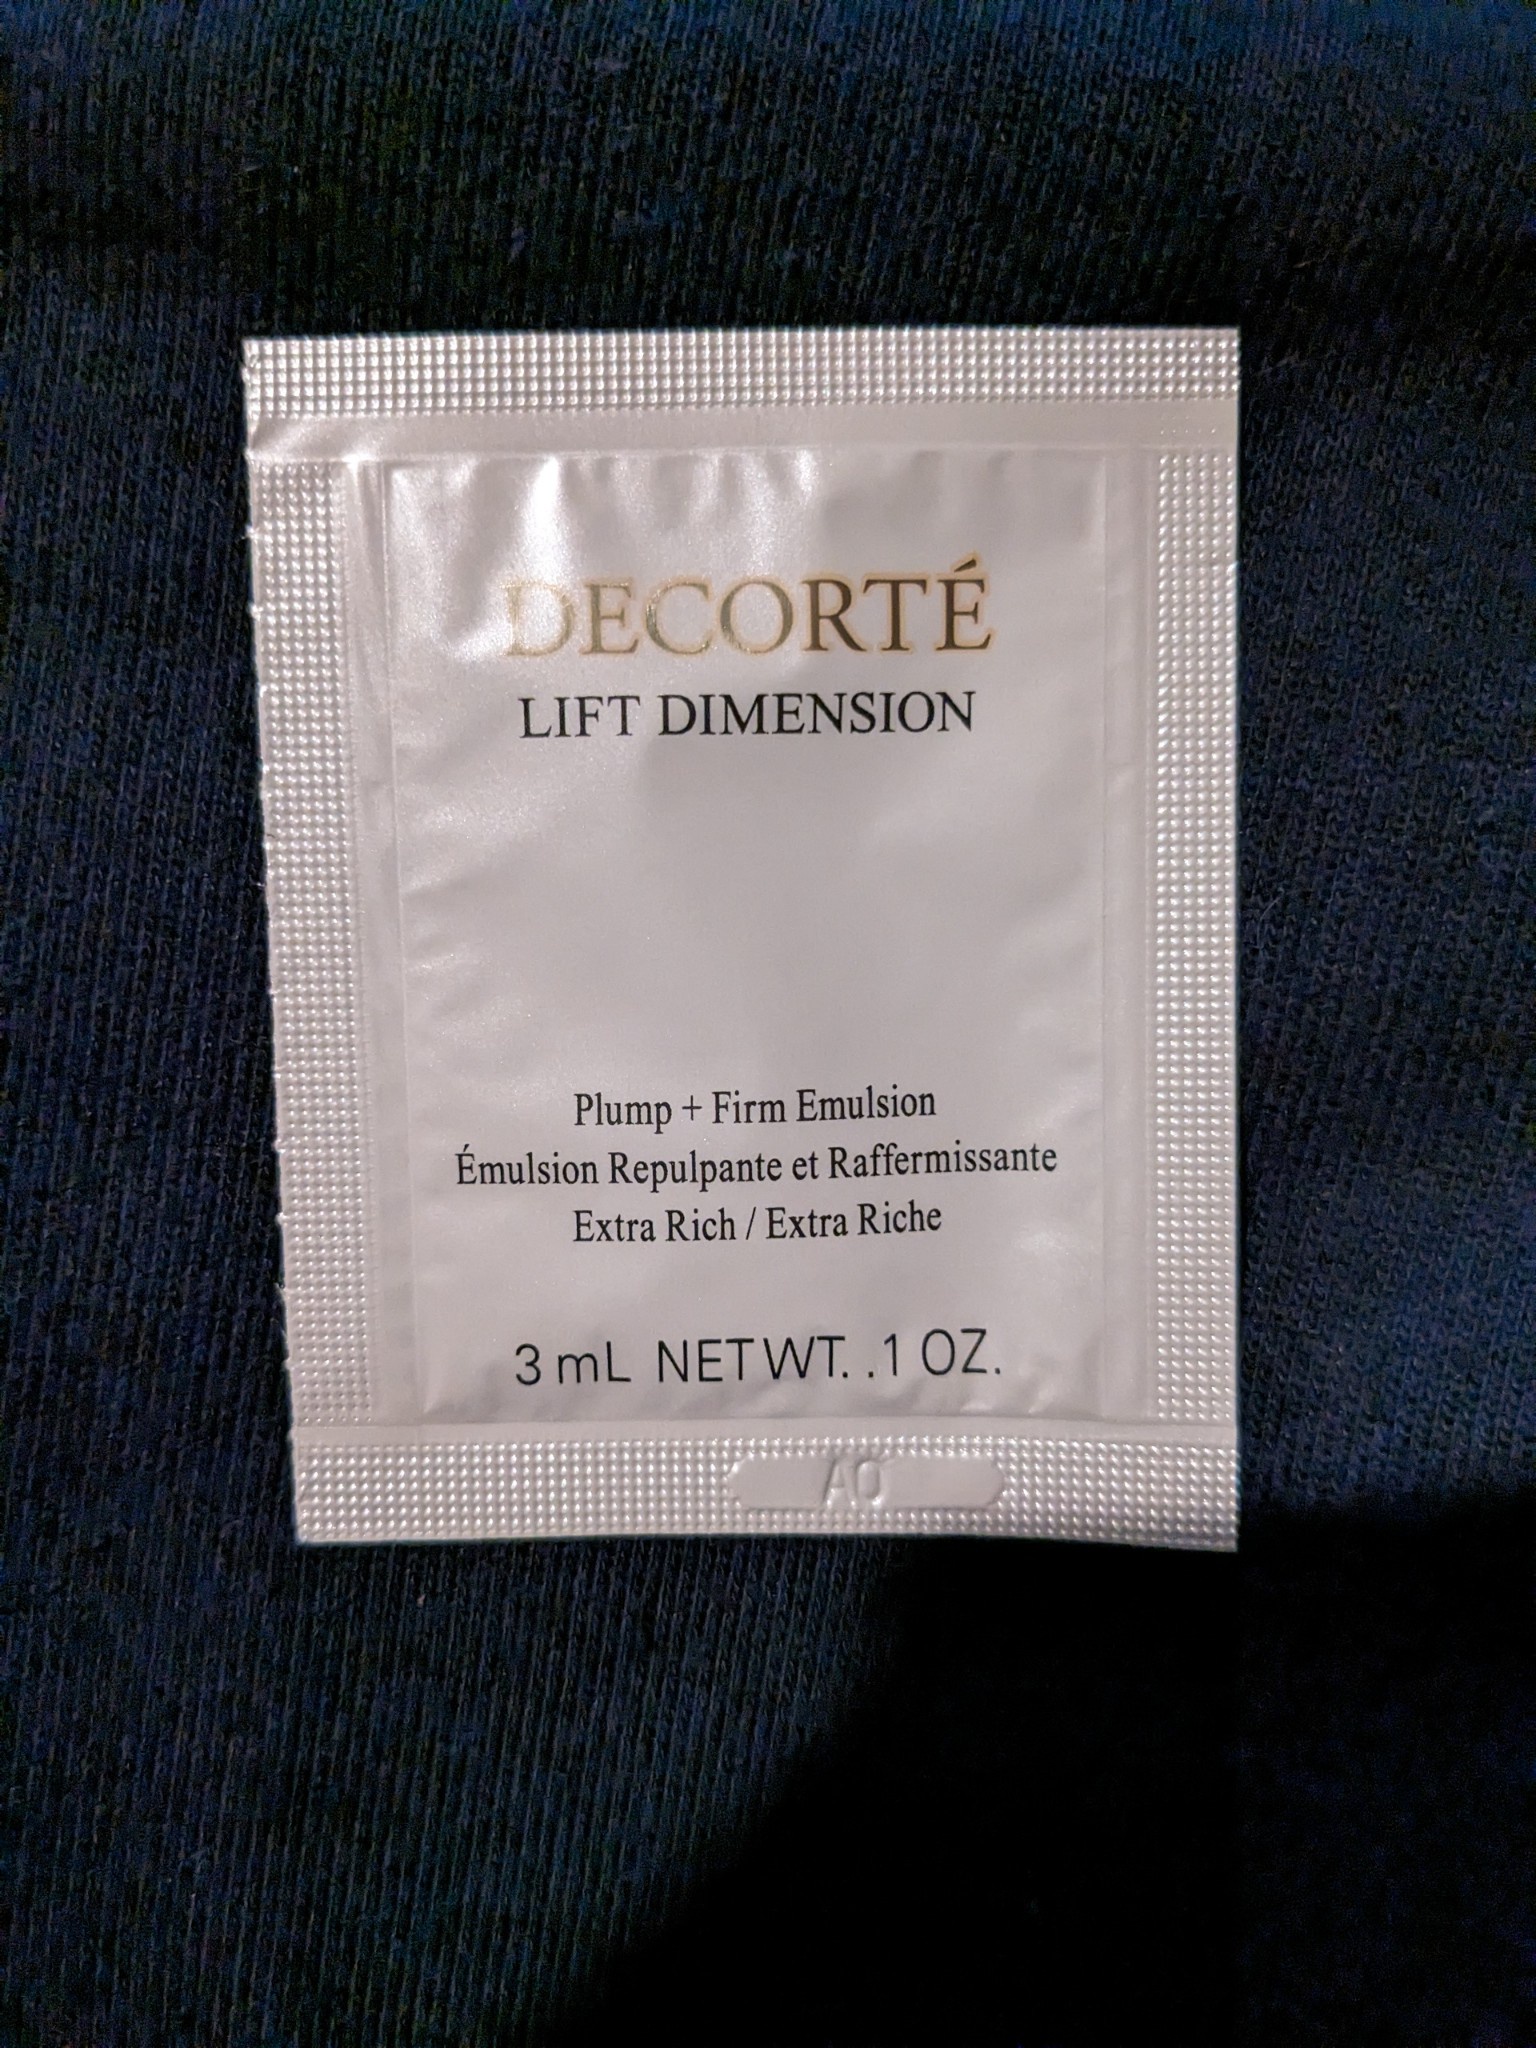 DECORTÉ
LIFT DIMENSION
Plump + Firm Emulsion
Émulsion Repulpante et Raffermissante
Extra Rich / Extra Riche
3 mL NET WT. .1 OZ.
AO